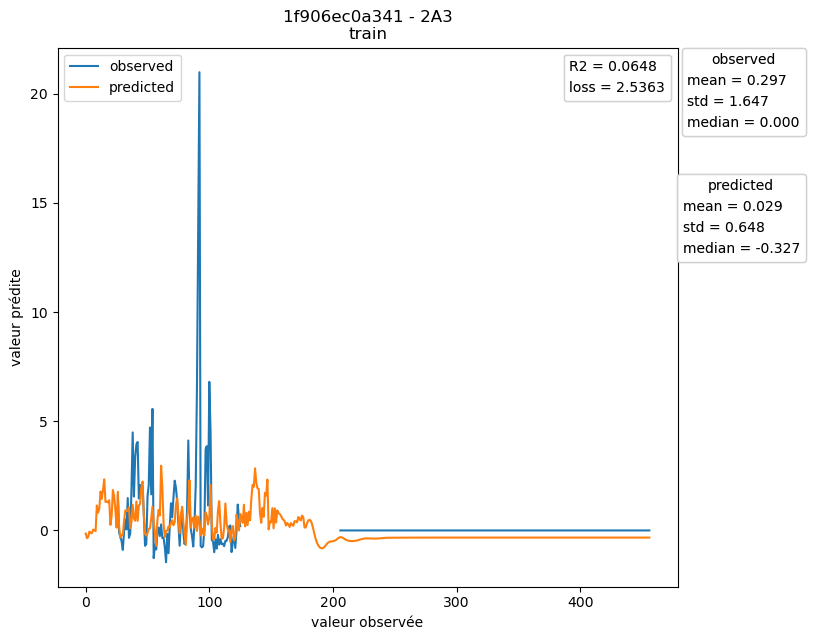 1f906ec0a341 - 2A3
train
observed
predicted
R2 = 0.0648
loss = 2.5363
observed
mean = 0.297
std = 1.647
median = 0.000
predicted
mean = 0.029
std = 0.648
median = -0.327
valeur prédite
20
15
10
5
0
0
100
200
300
400
valeur observée